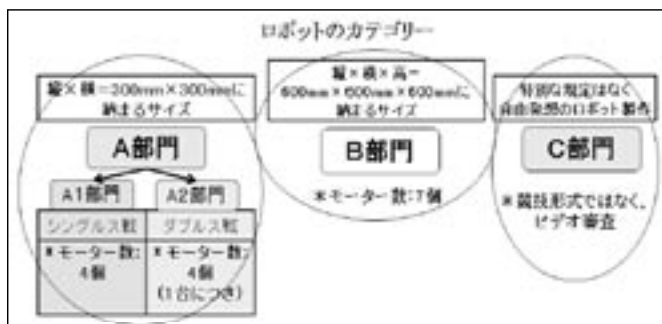 ロボットのカテゴリー
縦×横=300mm×300mmに
納まるサイズ
A部門
A1部門
シングルス戦
*モーター数:
4個
A2部門
ダブルス戦
*モーター数:
4個
(1台につき)
縦×横×高=
600mm×600mm×600mmに
納まるサイズ
B部門
*モーター数:7個
特別な規定はなく
自由発想のロボット製作
C部門
*競技形式ではなく、
ビデオ審査